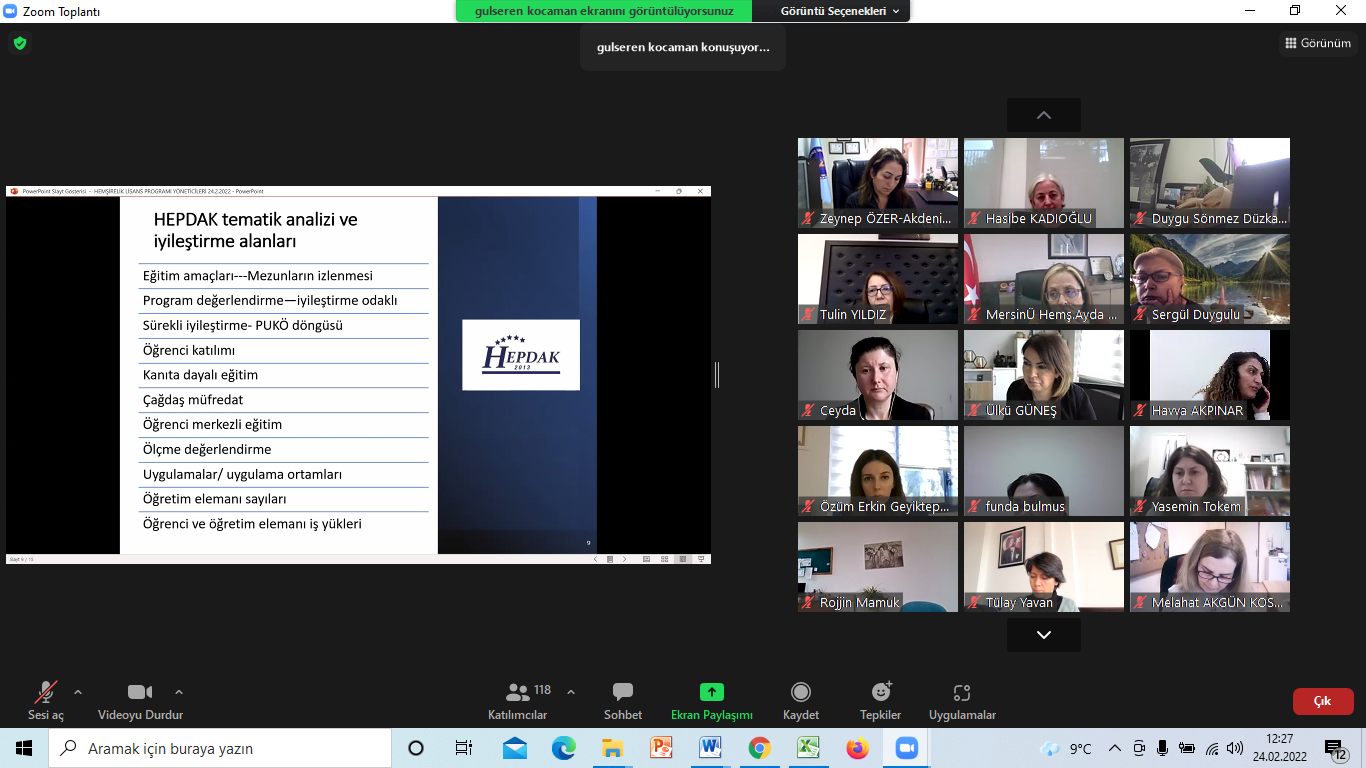 Zoom Toplantı
gulseren kocaman ekranını görüntülüyorsunuz
Görüntü Seçenekleri
gulseren kocaman konuşuyor...
Görünüm
PowerPoint Slayt Gösterisi - HEMŞİRELİK LİSANS PROGRAMI YÖNETİCİLERİ 24.2.2022 - PowerPoint
HEPDAK tematik analizi ve
iyileştirme alanları
Eğitim amaçları---Mezunların izlenmesi
Program değerlendirme—iyileştirme odaklı
Sürekli iyileştirme- PUKÖ döngüsü
Öğrenci katılımı
Kanıta dayalı eğitim
Çağdaş müfredat
Öğrenci merkezli eğitim
Ölçme değerlendirme
Uygulamalar/ uygulama ortamları
Öğretim elemanı sayıları
Öğrenci ve öğretim elemanı iş yükleri
HEPDAK
2013
9
Slayt 9 / 15
Zeynep ÖZER-Akdeni...
Hasibe KADIOĞLU
Duygu Sönmez Düzka...
Tulin YILDIZ
MersinÜ Hemş.Ayda ...
Sergül Duygulu
Ceyda
Ülkü GÜNEŞ
Havva AKPINAR
Özüm Erkin Geyiktep...
funda bulmus
Yasemin Tokem
Rojjin Mamuk
Tülay Yavan
Melahat AKGÜN KOS...
Sesi aç
Videoyu Durdur
118
Katılımcılar
Sohbet
Ekran Paylaşımı
Kaydet
Tepkiler
Uygulamalar
Çık
Aramak için buraya yazın
9°C
12:27
24.02.2022
12